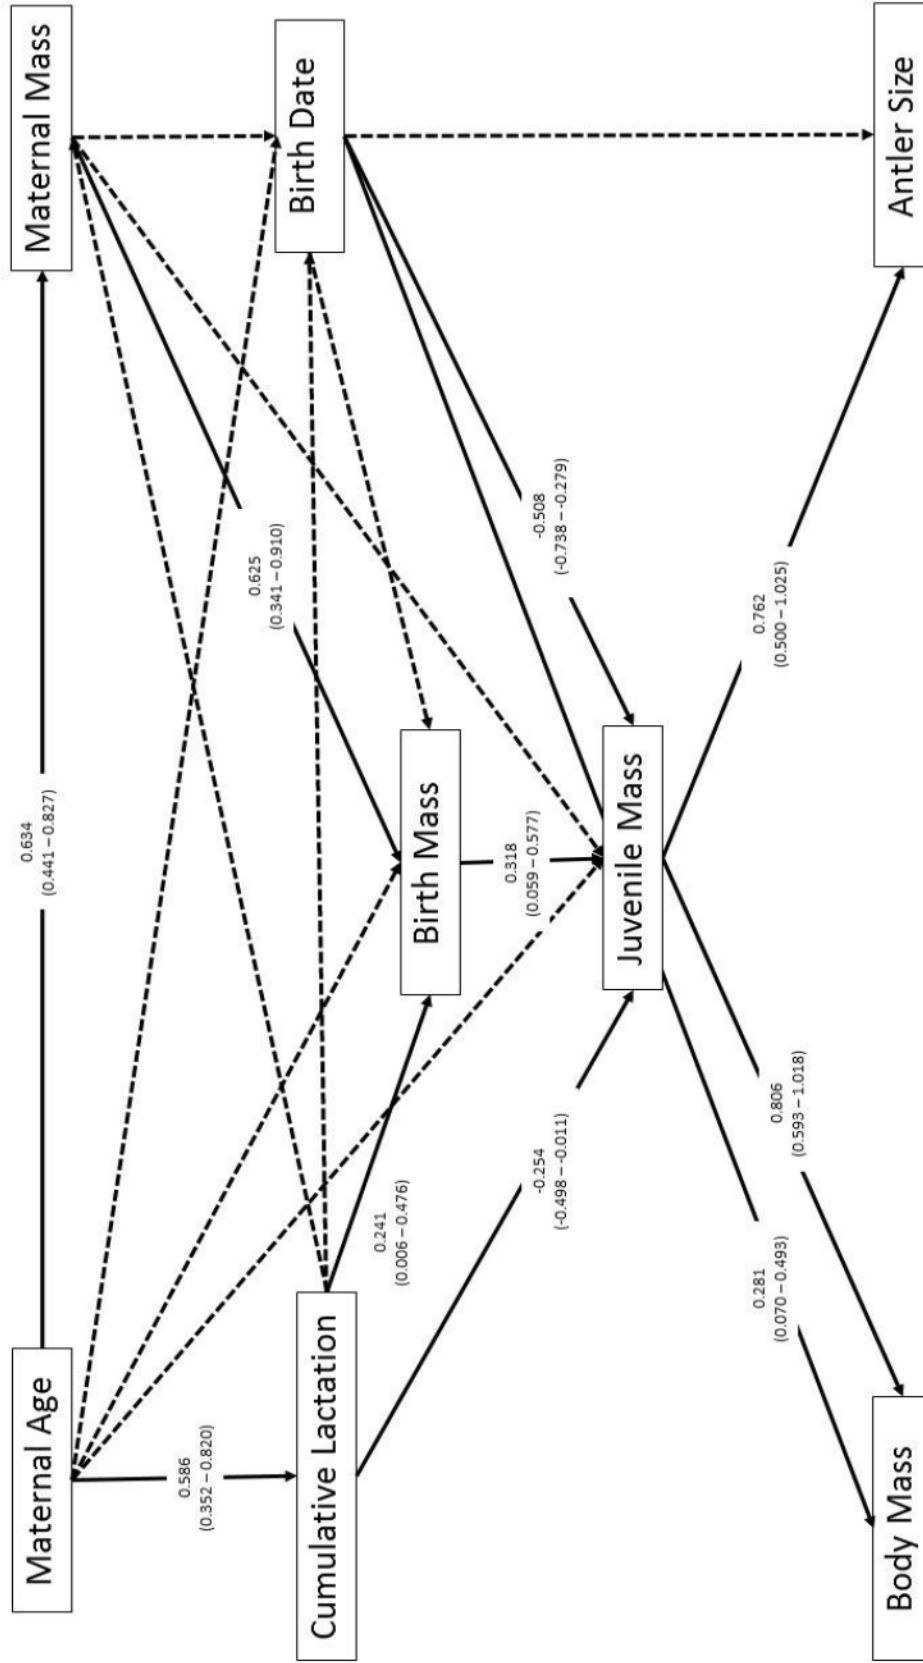 Maternal Age
0.634
(0.441 – 0.827)
Maternal Mass
0.586
(0.352 – 0.820)
Cumulative Lactation
Birth Date
0.625
(0.341 – 0.910)
0.241
(0.006 – 0.476)
Birth Mass
0.318
(0.059 – 0.577)
-0.508
(-0.738 – -0.279)
-0.254
(-0.498 – -0.011)
Juvenile Mass
0.281
(0.070 – 0.493)
0.806
(0.593 – 1.018)
0.762
(0.500 – 1.025)
Body Mass
Antler Size